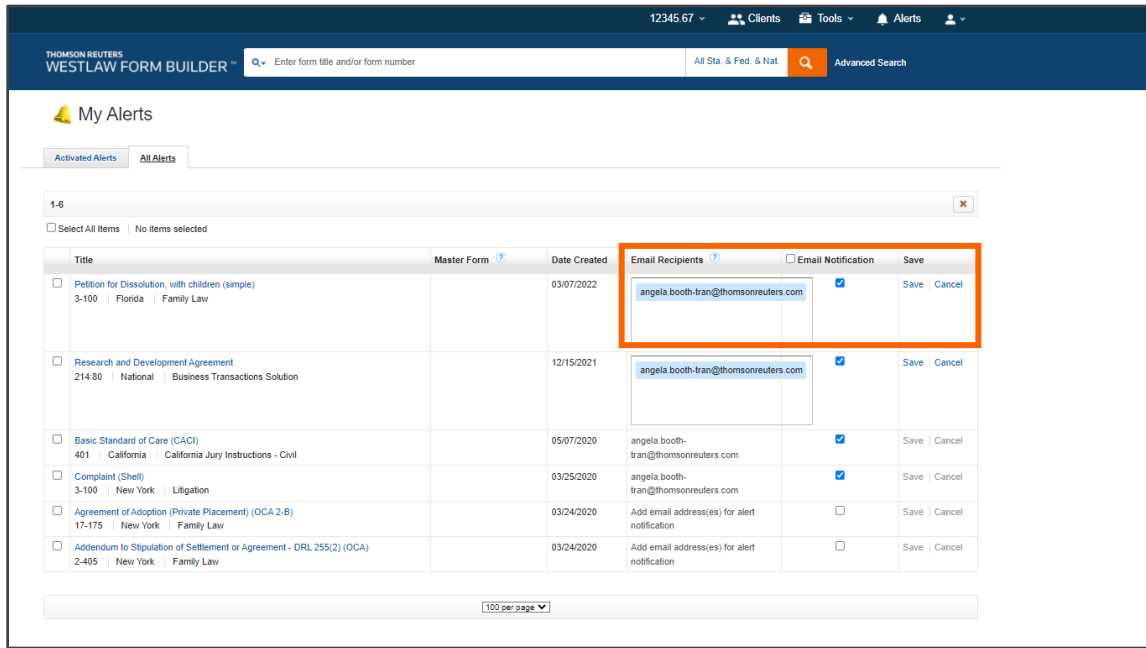 12345.67 Clients Tools Alerts
THOMSON REUTERS
WESTLAW FORM BUILDER℠ Enter form title and/or form number All Sta. & Fed. & Nat. Advanced Search
My Alerts
Activated Alerts All Alerts
1-6
Select All Items | No items selected
Title Master Form ? Date Created Email Recipients ? Email Notification Save
Petition for Dissolution, with children (simple) 03/07/2022 angela.booth-tran@thomsonreuters.com Save | Cancel
3-100 | Florida | Family Law
Research and Development Agreement 12/15/2021 angela.booth-tran@thomsonreuters.com Save | Cancel
214:80 | National | Business Transactions Solution
Basic Standard of Care (CACI) 05/07/2020 angela.booth- Save | Cancel
401 | California | California Jury Instructions - Civil tran@thomsonreuters.com
Complaint (Shell) 03/25/2020 angela.booth- Save | Cancel
3-100 | New York | Litigation tran@thomsonreuters.com
Agreement of Adoption (Private Placement) (OCA 2-B) 03/24/2020 Add email address(es) for alert Save | Cancel
17-175 | New York | Family Law notification
Addendum to Stipulation of Settlement or Agreement - DRL 255(2) (OCA) 03/24/2020 Add email address(es) for alert Save | Cancel
2-405 | New York | Family Law notification
100 per page